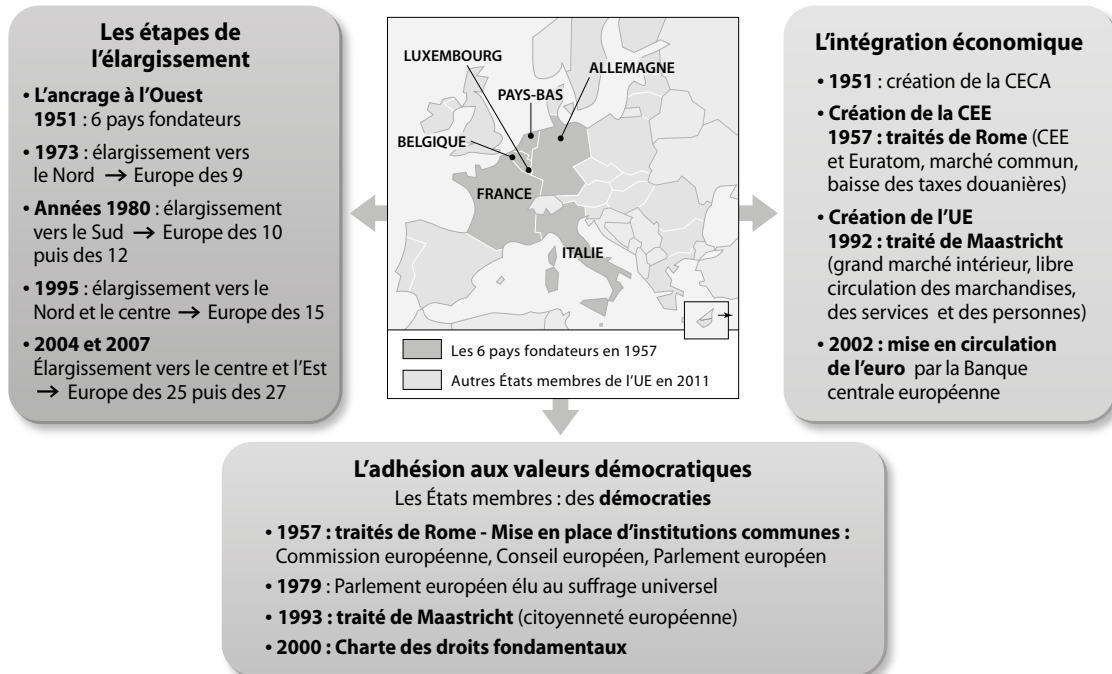 Les étapes de
l'élargissement
• L'ancrage à l'Ouest
1951 : 6 pays fondateurs
• 1973 : élargissement vers
le Nord → Europe des 9
• Années 1980 : élargissement
vers le Sud → Europe des 10
puis des 12
• 1995 : élargissement vers le
Nord et le centre → Europe des 15
• 2004 et 2007
Élargissement vers le centre et l'Est
→ Europe des 25 puis des 27
LUXEMBOURG
ALLEMAGNE
PAYS-BAS
BELGIQUE
FRANCE
ITALIE
Les 6 pays fondateurs en 1957
Autres États membres de l'UE en 2011
L'intégration économique
• 1951 : création de la CECA
• Création de la CEE
1957 : traités de Rome (CEE
et Euratom, marché commun,
baisse des taxes douanières)
• Création de l'UE
1992 : traité de Maastricht
(grand marché intérieur, libre
circulation des marchandises,
des services et des personnes)
• 2002 : mise en circulation
de l'euro par la Banque
centrale européenne
L'adhésion aux valeurs démocratiques
Les États membres : des démocraties
• 1957 : traités de Rome - Mise en place d'institutions communes :
Commission européenne, Conseil européen, Parlement européen
• 1979 : Parlement européen élu au suffrage universel
• 1993 : traité de Maastricht (citoyenneté européenne)
• 2000 : Charte des droits fondamentaux